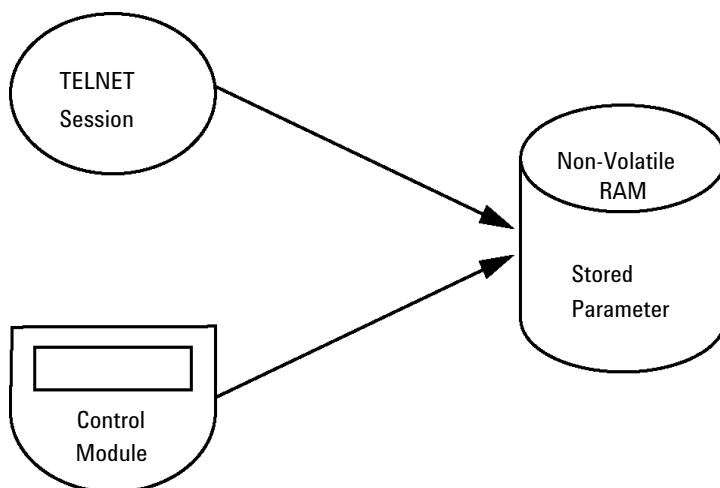 TELNET
Session
Non-Volatile
RAM
Stored
Parameter
Control
Module